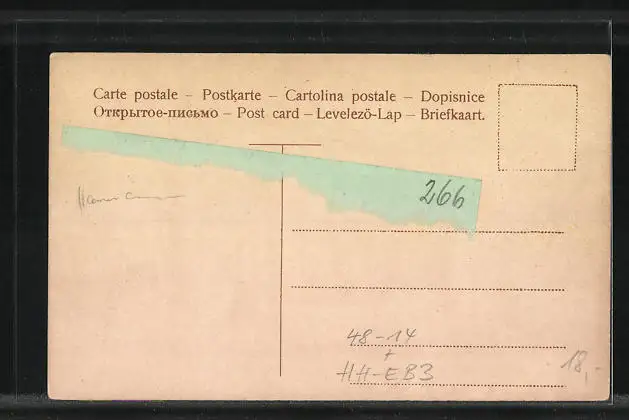 Carte postale – Postkarte – Cartolina postale – Dopisnice
Открытое-письмо – Post card – Levelezö-Lap – Briefkaart.
266
48-14
+
HH-EB3
18,-